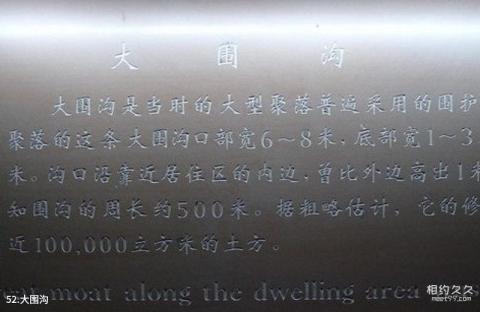 大 围 沟
大围沟是当时的大型聚落普遍采用的围护
聚落的这条大围沟口部宽6～8米，底部宽1～3
米。沟口沿靠近居住区的内边，曾比外边高出1米
知围沟的周长约500米。据粗略估计，它的修
近100,000立方米的土方。
eat moat along the dwelling area
52.大围沟
相约久久
meet99.com